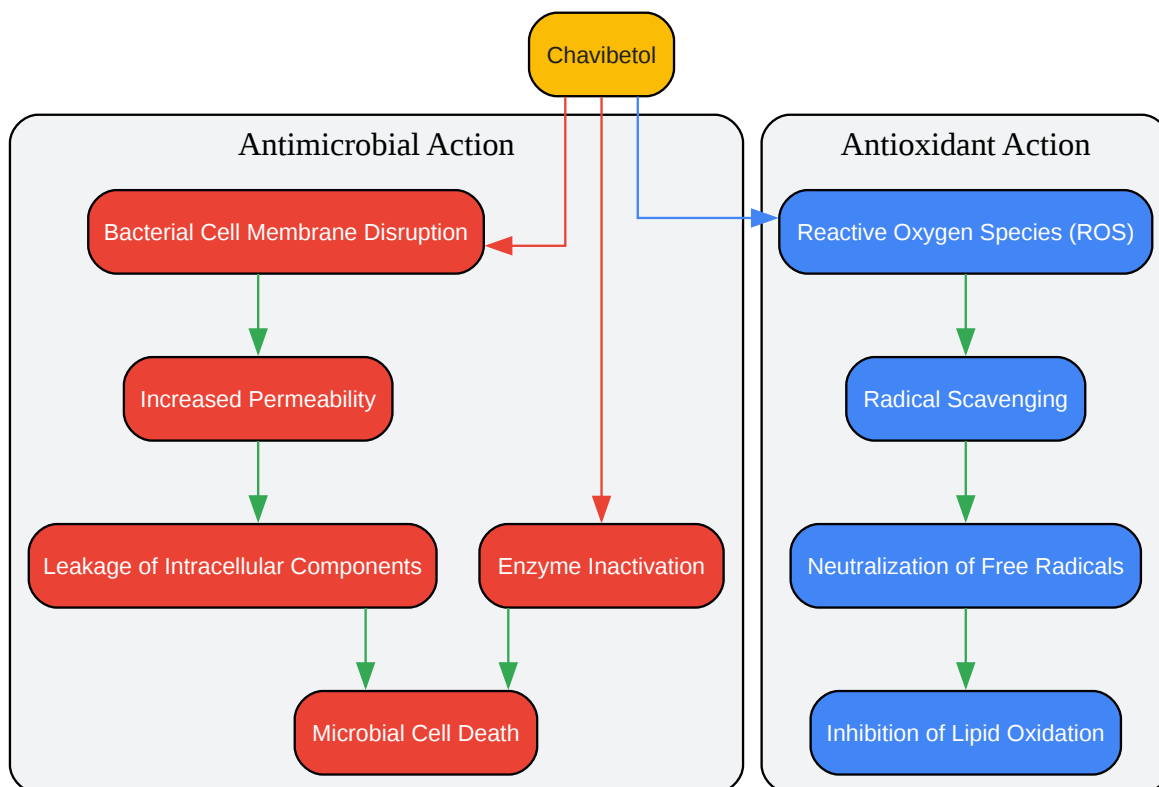 Chavibetol
Antimicrobial Action
Bacterial Cell Membrane Disruption
Increased Permeability
Leakage of Intracellular Components
Enzyme Inactivation
Microbial Cell Death
Antioxidant Action
Reactive Oxygen Species (ROS)
Radical Scavenging
Neutralization of Free Radicals
Inhibition of Lipid Oxidation